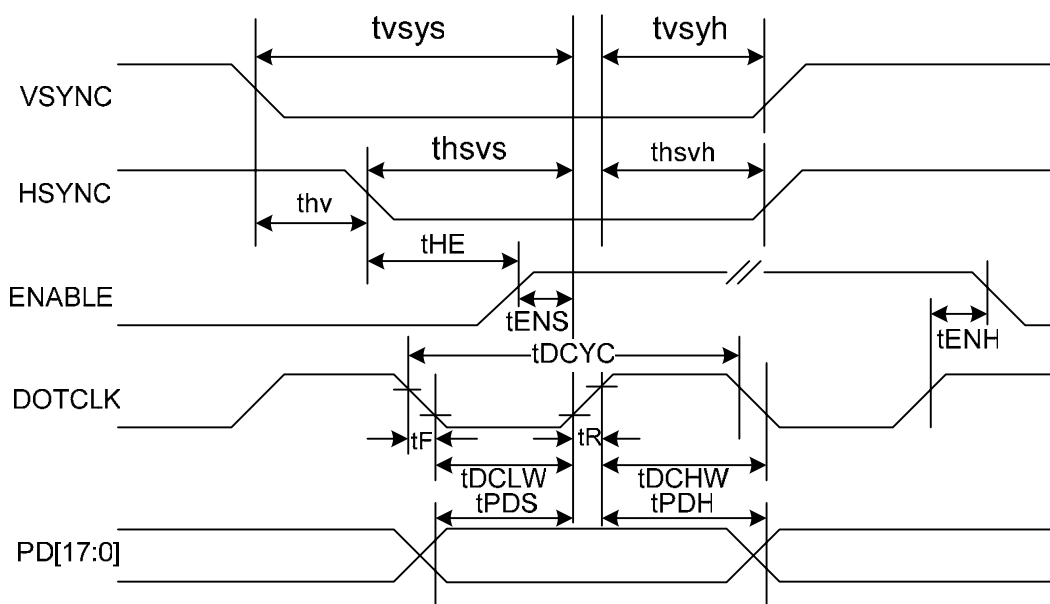 tvsys
tvsyh
VSYNC
thsvs
thsvh
HSYNC
thv
tHE
ENABLE
tENS
tENH
tDCYC
DOTCLK
tF
tR
tDCLW
tDCHW
tPDS
tPDH
PD[17:0]